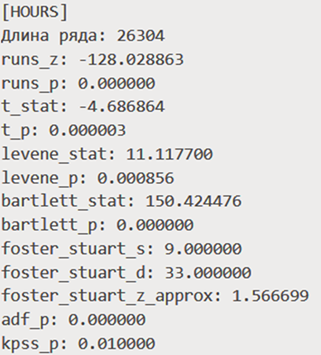 [HOURS]
Длина ряда: 26304
runs_z: -128.028863
runs_p: 0.000000
t_stat: -4.686864
t_p: 0.000003
levene_stat: 11.117700
levene_p: 0.000856
bartlett_stat: 150.424476
bartlett_p: 0.000000
foster_stuart_s: 9.000000
foster_stuart_d: 33.000000
foster_stuart_z_approx: 1.566699
adf_p: 0.000000
kpss_p: 0.010000